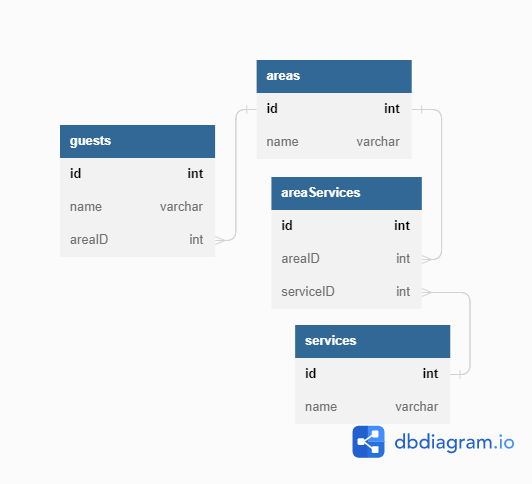 areas
id int
name varchar
guests
id int
name varchar
areaID int
areaServices
id int
areaID int
serviceID int
services
id int
name varchar
dbdiagram.io